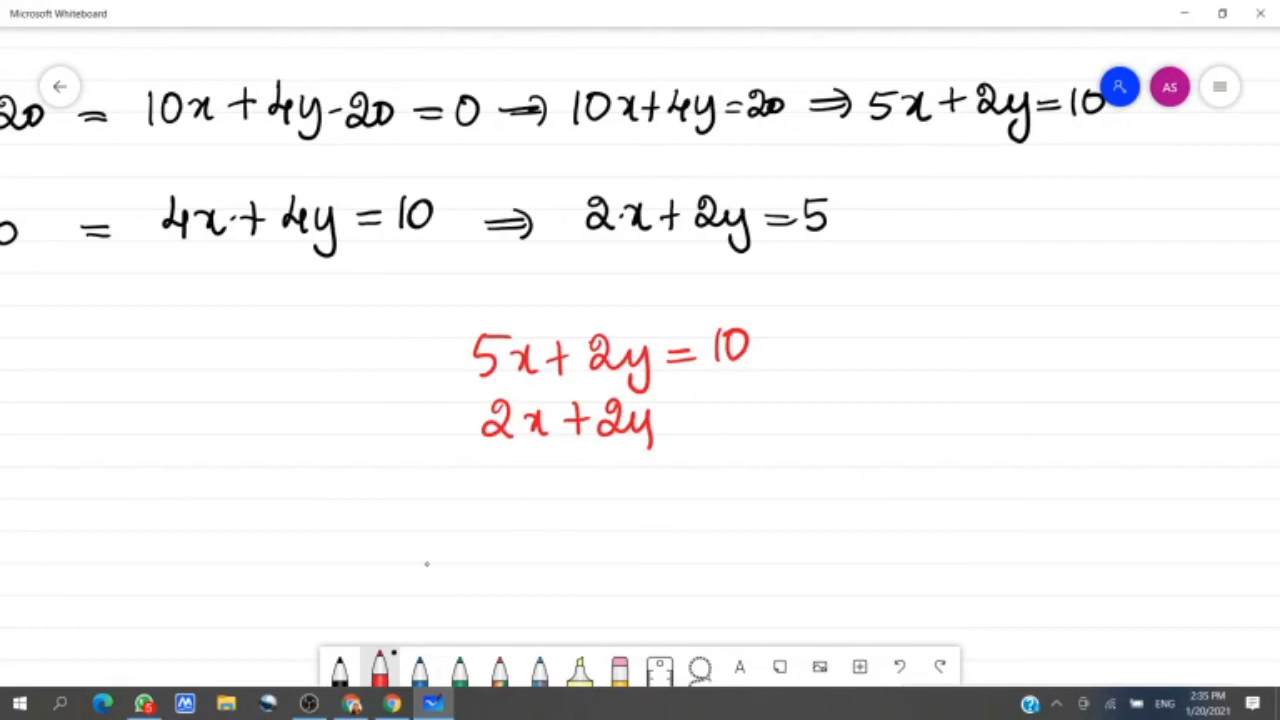 Microsoft Whiteboard
20 = 10x + 4y - 20 = 0 ⇒ 10x + 4y = 20 ⇒ 5x + 2y = 10
AS
0 = 4x + 4y = 10 ⇒ 2x + 2y = 5
5x + 2y = 10
2x + 2y
A
5
ENG
2:35 PM
1/20/2021